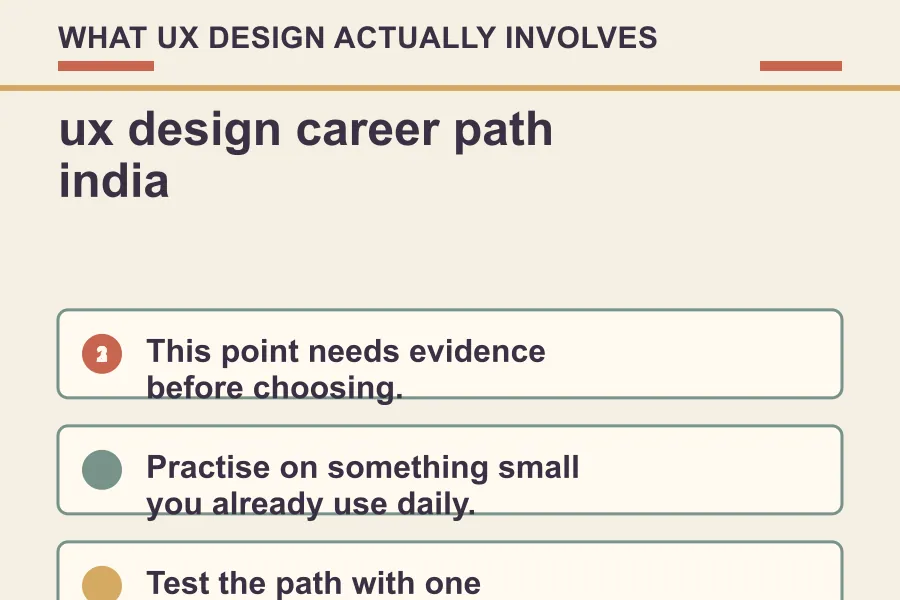 WHAT UX DESIGN ACTUALLY INVOLVES
ux design career path
india
This point needs evidence
before choosing.
Practise on something small
you already use daily.
Test the path with one